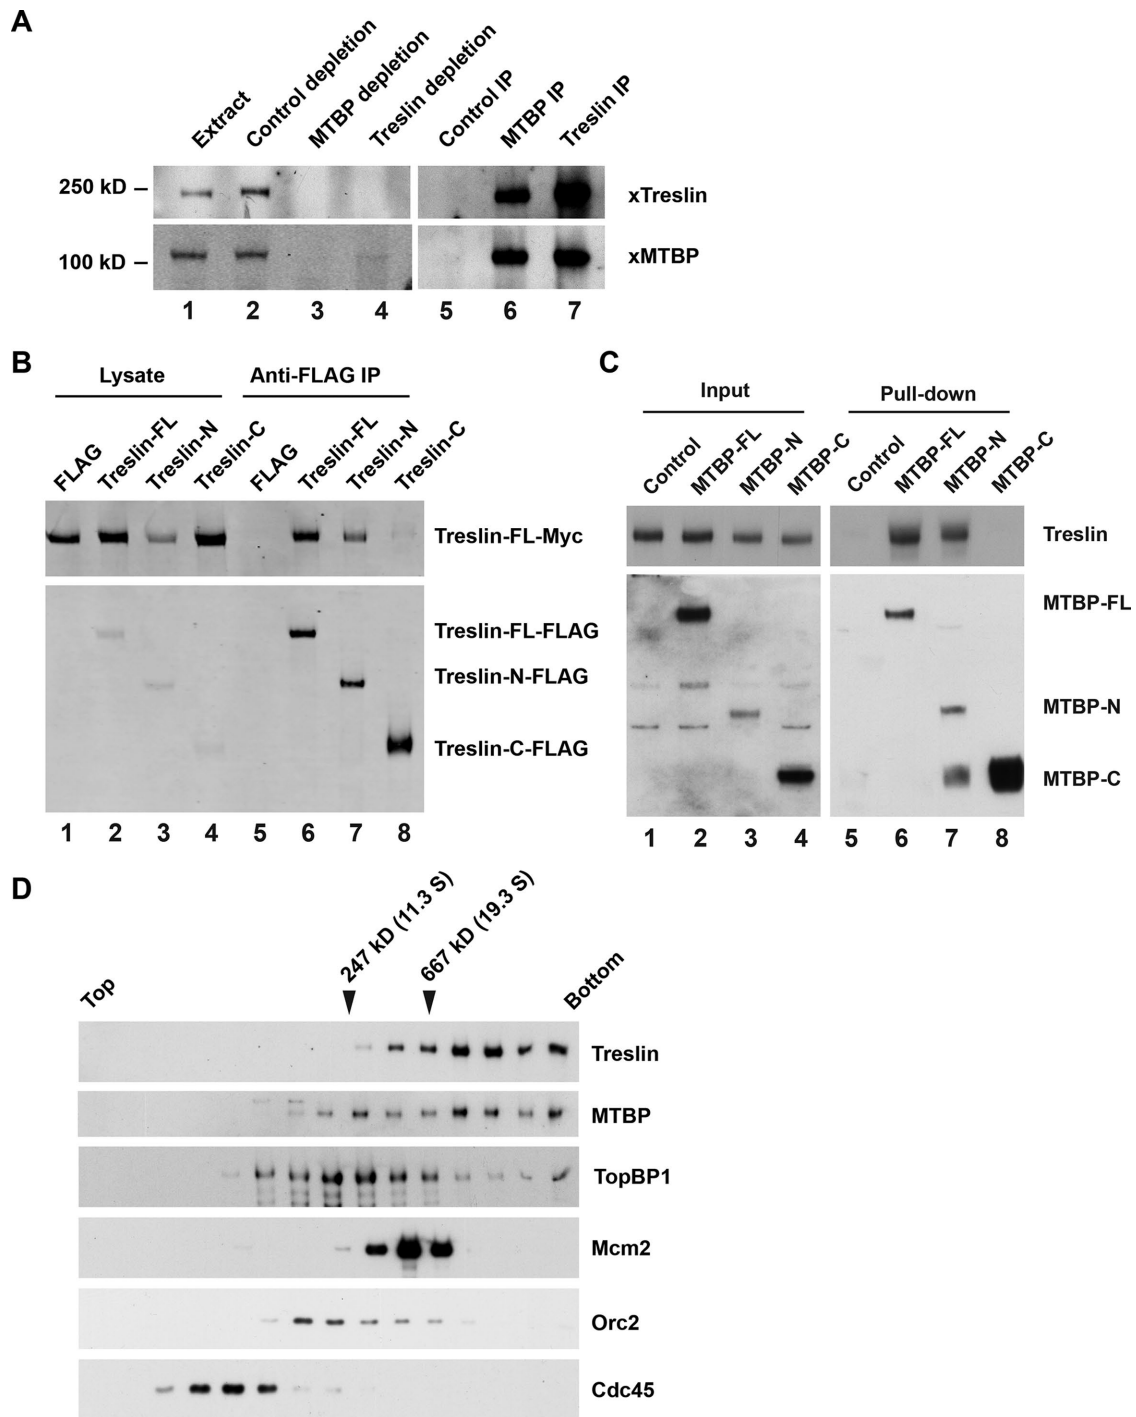 A
Extract
Control depletion
MTBP depletion
Treslin depletion
Control IP
MTBP IP
Treslin IP
250 kD
xTreslin
100 kD
xMTBP
1 2 3 4 5 6 7
B
Lysate Anti-FLAG IP
FLAG
Treslin-FL
Treslin-N
Treslin-C
FLAG
Treslin-FL
Treslin-N
Treslin-C
Treslin-FL-Myc
Treslin-FL-FLAG
Treslin-N-FLAG
Treslin-C-FLAG
1 2 3 4 5 6 7 8
C
Input Pull-down
Control
MTBP-FL
MTBP-N
MTBP-C
Control
MTBP-FL
MTBP-N
MTBP-C
Treslin
MTBP-FL
MTBP-N
MTBP-C
1 2 3 4 5 6 7 8
D
Top
247 kD (11.3 S)
667 kD (19.3 S)
Bottom
Treslin
MTBP
TopBP1
Mcm2
Orc2
Cdc45